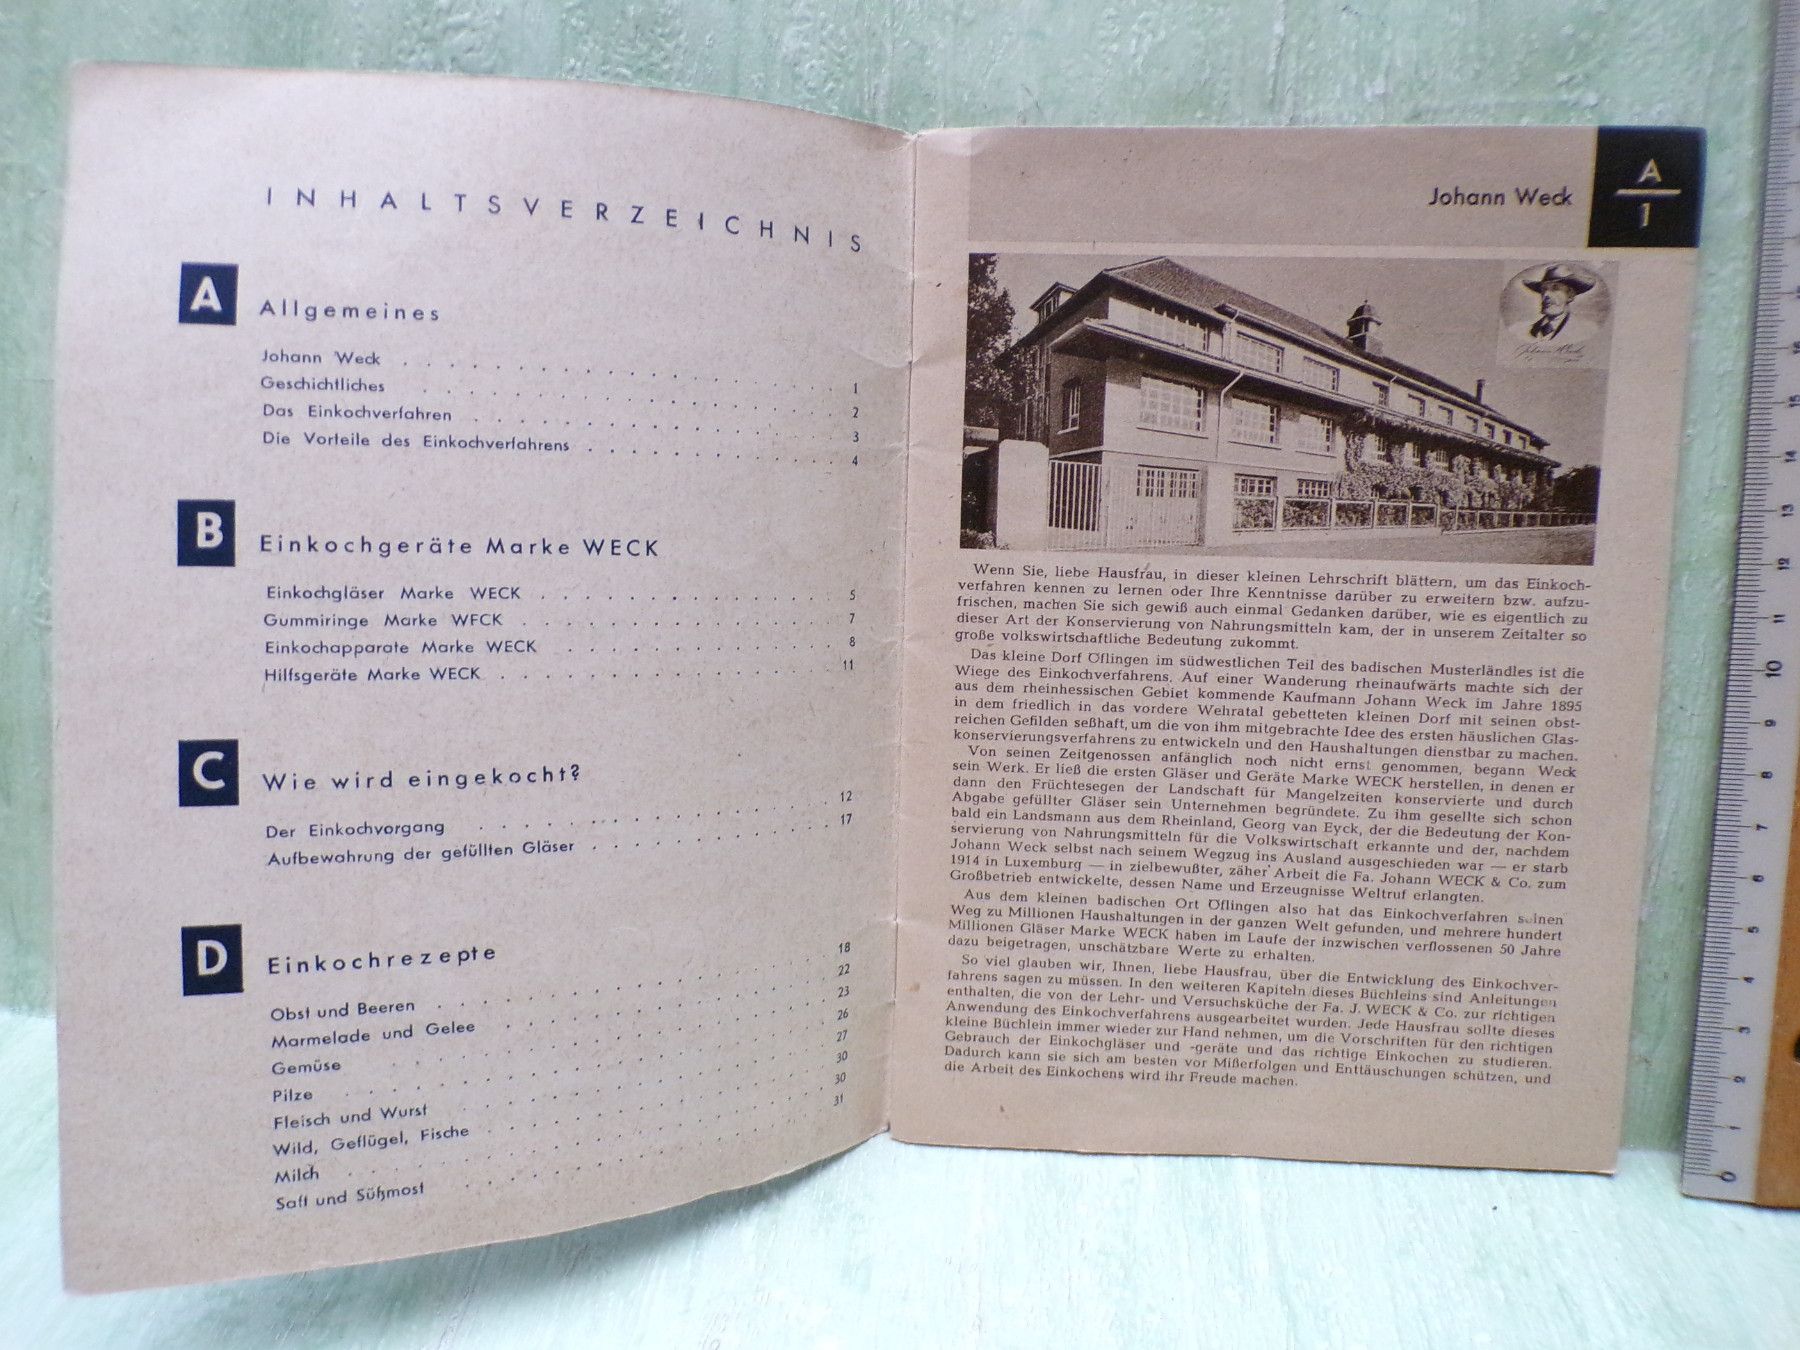 INHALTSVERZEICHNIS
A
Allgemeines
Johann Weck . . . . . . . . . . . . . . 1
Geschichtliches . . . . . . . . . . . . . . 2
Das Einkochverfahren . . . . . . . . . . . . 3
Die Vorteile des Einkochverfahrens . . . . . . . . . 4
B
Einkochgeräte Marke WECK
Einkochgläser Marke WECK . . . . . . . . . . 5
Gummiringe Marke WFCK . . . . . . . . . . . 7
Einkochapparate Marke WECK . . . . . . . . . 8
Hilfsgeräte Marke WECK . . . . . . . . . . . 11
C
Wie wird eingekocht?
Der Einkochvorgang . . . . . . . . . . . . 12
Aufbewahrung der gefüllten Gläser . . . . . . . . 17
D
Einkochrezepte
Obst und Beeren . . . . . . . . . . . . . 18
Marmelade und Gelee . . . . . . . . . . . 22
Gemüse . . . . . . . . . . . . . . . 23
Pilze . . . . . . . . . . . . . . . . 26
Fleisch und Wurst . . . . . . . . . . . . 27
Wild, Geflügel, Fische . . . . . . . . . . . 30
Milch . . . . . . . . . . . . . . . . 30
Saft und Süßmost . . . . . . . . . . . . 31
Johann Weck
A
1
Johann Weck
Wenn Sie, liebe Hausfrau, in dieser kleinen Lehrschrift blättern, um das Einkoch-
verfahren kennen zu lernen oder Ihre Kenntnisse darüber zu erweitern bzw. aufzu-
frischen, machen Sie sich gewiß auch einmal Gedanken darüber, wie es eigentlich zu
dieser Art der Konservierung von Nahrungsmitteln kam, der in unserem Zeitalter so
große volkswirtschaftliche Bedeutung zukommt.
Das kleine Dorf Öflingen im südwestlichen Teil des badischen Musterländles ist die
Wiege des Einkochverfahrens. Auf einer Wanderung rheinaufwärts machte sich der
aus dem rheinhessischen Gebiet kommende Kaufmann Johann Weck im Jahre 1895
in dem friedlich in das vordere Wehratal gebetteten kleinen Dorf mit seinen obst-
reichen Gefilden seßhaft, um die von ihm mitgebrachte Idee des ersten häuslichen Glas-
konservierungsverfahrens zu entwickeln und den Haushaltungen dienstbar zu machen.
Von seinen Zeitgenossen anfänglich noch nicht ernst genommen, begann Weck
sein Werk. Er ließ die ersten Gläser und Geräte Marke WECK herstellen, in denen er
dann den Früchtesegen der Landschaft für Mangelzeiten konservierte und durch
Abgabe gefüllter Gläser sein Unternehmen begründete. Zu ihm gesellte sich schon
bald ein Landsmann aus dem Rheinland, Georg van Eyck, der die Bedeutung der Kon-
servierung von Nahrungsmitteln für die Volkswirtschaft erkannte und der, nachdem
Johann Weck selbst nach seinem Wegzug ins Ausland ausgeschieden war — er starb
1914 in Luxemburg — in zielbewußter, zäher Arbeit die Fa. Johann WECK & Co. zum
Großbetrieb entwickelte, dessen Name und Erzeugnisse Weltruf erlangten.
Aus dem kleinen badischen Ort Öflingen also hat das Einkochverfahren seinen
Weg zu Millionen Haushaltungen in der ganzen Welt gefunden, und mehrere hundert
Millionen Gläser Marke WECK haben im Laufe der inzwischen verflossenen 50 Jahre
dazu beigetragen, unschätzbare Werte zu erhalten.
So viel glauben wir, Ihnen, liebe Hausfrau, über die Entwicklung des Einkochver-
fahrens sagen zu müssen. In den weiteren Kapiteln dieses Büchleins sind Anleitungen
enthalten, die von der Lehr- und Versuchsküche der Fa. J. WECK & Co. zur richtigen
Anwendung des Einkochverfahrens ausgearbeitet wurden. Jede Hausfrau sollte dieses
kleine Büchlein immer wieder zur Hand nehmen, um die Vorschriften für den richtigen
Gebrauch der Einkochgläser und -geräte und das richtige Einkochen zu studieren.
Dadurch kann sie sich am besten vor Mißerfolgen und Enttäuschungen schützen, und
die Arbeit des Einkochens wird ihr Freude machen.
15
14
13
12
11
10
9
8
7
6
5
4
3
2
1
0